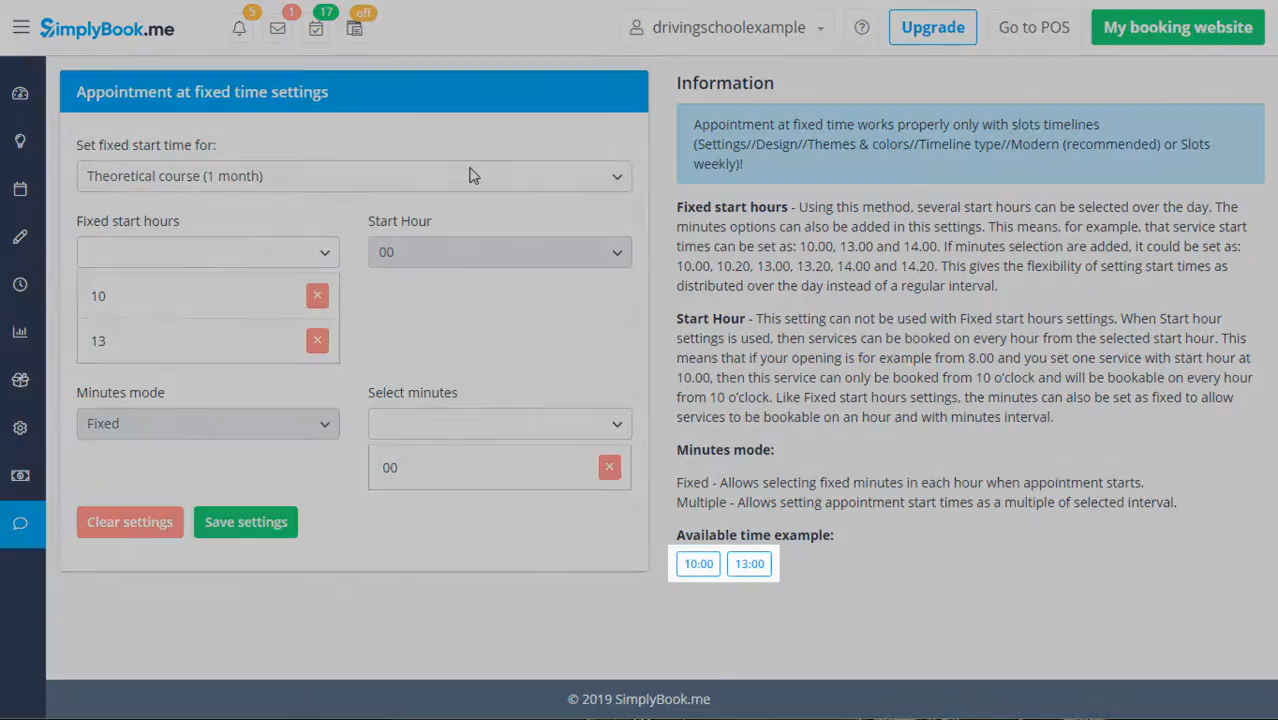 SimplyBook.me
5
1
17
off
drivingschoolexample
Upgrade
Go to POS
My booking website
Appointment at fixed time settings
Set fixed start time for:
Theoretical course (1 month)
Fixed start hours
Start Hour
00
10
13
Minutes mode
Select minutes
Fixed
00
Clear settings
Save settings
Information
Appointment at fixed time works properly only with slots timelines
(Settings//Design//Themes & colors//Timeline type//Modern (recommended) or Slots
weekly)!
Fixed start hours - Using this method, several start hours can be selected over the day. The
minutes options can also be added in this settings. This means, for example, that service start
times can be set as: 10.00, 13.00 and 14.00. If minutes selection are added, it could be set as:
10.00, 10.20, 13.00, 13.20, 14.00 and 14.20. This gives the flexibility of setting start times as
distributed over the day instead of a regular interval.
Start Hour - This setting can not be used with Fixed start hours settings. When Start hour
settings is used, then services can be booked on every hour from the selected start hour. This
means that if your opening is for example from 8.00 and you set one service with start hour at
10.00, then this service can only be booked from 10 o'clock and will be bookable on every hour
from 10 o'clock. Like Fixed start hours settings, the minutes can also be set as fixed to allow
services to be bookable on an hour and with minutes interval.
Minutes mode:
Fixed - Allows selecting fixed minutes in each hour when appointment starts.
Multiple - Allows setting appointment start times as a multiple of selected interval.
Available time example:
10:00 13:00
© 2019 SimplyBook.me